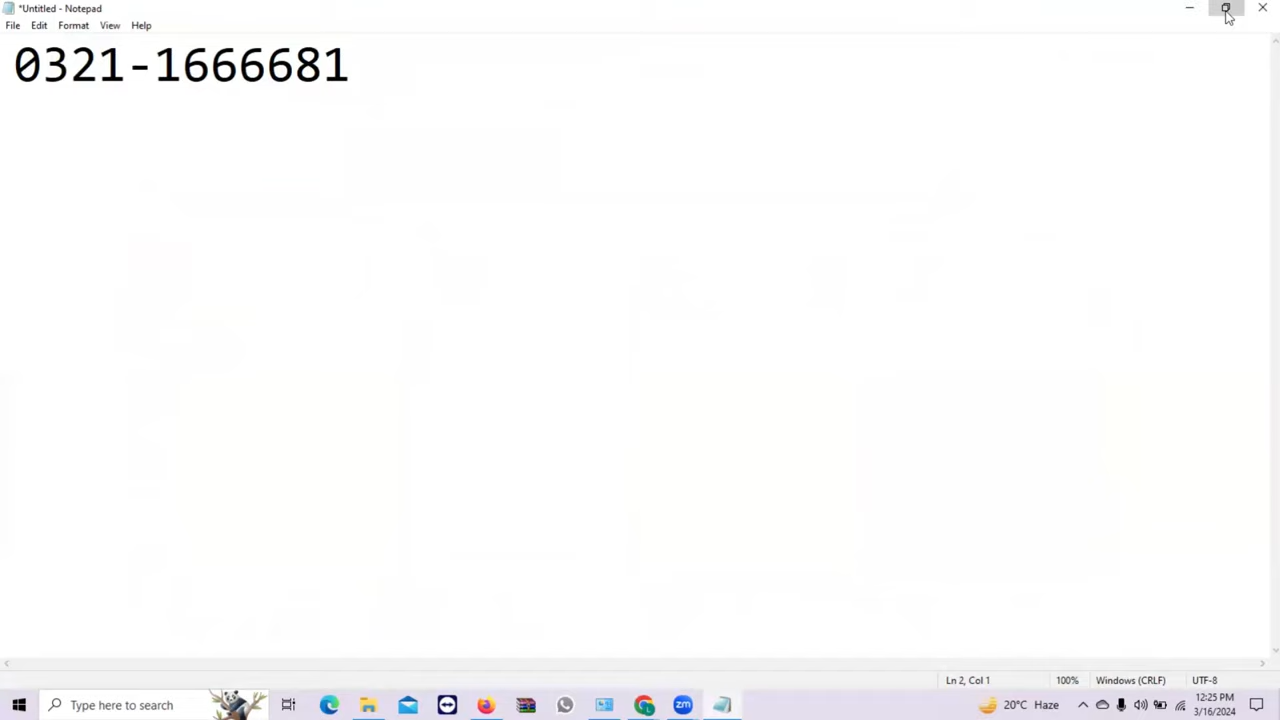 *Untitled - Notepad
File Edit Format View Help
0321-1666681
Ln 2, Col 1 100% Windows (CRLF) UTF-8
Type here to search 20°C Haze 12:25 PM
3/16/2024